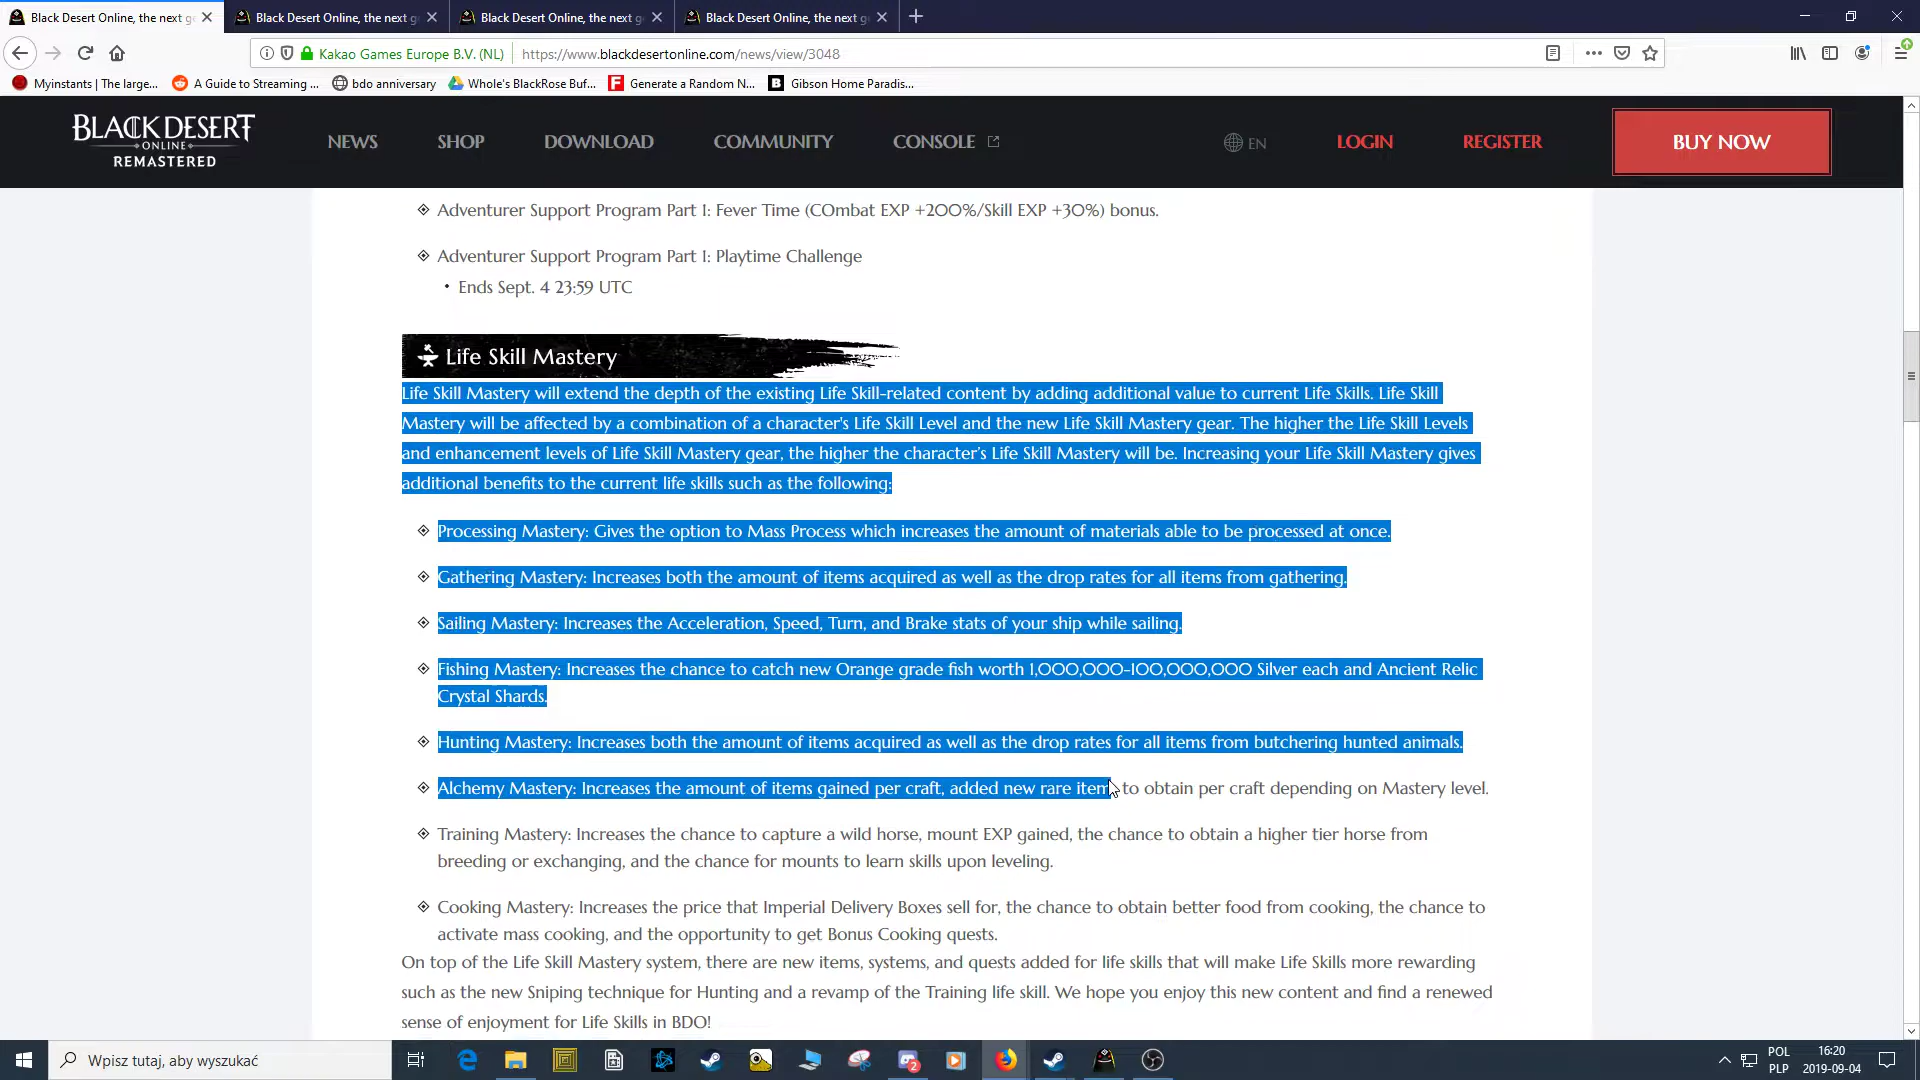 Black Desert Online, the next g
Black Desert Online, the next g
Black Desert Online, the next g
Black Desert Online, the next g
Kakao Games Europe B.V. (NL)
https://www.blackdesertonline.com/news/view/3048
Myinstants | The large...
A Guide to Streaming ...
bdo anniversary
Whole's BlackRose Buf...
Generate a Random N...
Gibson Home Paradis...
BLACK DESERT
ONLINE
REMASTERED
NEWS
SHOP
DOWNLOAD
COMMUNITY
CONSOLE
EN
LOGIN
REGISTER
BUY NOW
Adventurer Support Program Part 1: Fever Time (COmbat EXP +200%/Skill EXP +30%) bonus.
Adventurer Support Program Part 1: Playtime Challenge
• Ends Sept. 4 23:59 UTC
Life Skill Mastery
Life Skill Mastery will extend the depth of the existing Life Skill-related content by adding additional value to current Life Skills. Life Skill
Mastery will be affected by a combination of a character's Life Skill Level and the new Life Skill Mastery gear. The higher the Life Skill Levels
and enhancement levels of Life Skill Mastery gear, the higher the character's Life Skill Mastery will be. Increasing your Life Skill Mastery gives
additional benefits to the current life skills such as the following:
Processing Mastery: Gives the option to Mass Process which increases the amount of materials able to be processed at once.
Gathering Mastery: Increases both the amount of items acquired as well as the drop rates for all items from gathering.
Sailing Mastery: Increases the Acceleration, Speed, Turn, and Brake stats of your ship while sailing.
Fishing Mastery: Increases the chance to catch new Orange grade fish worth 1,000,000-100,000,000 Silver each and Ancient Relic
Crystal Shards.
Hunting Mastery: Increases both the amount of items acquired as well as the drop rates for all items from butchering hunted animals.
Alchemy Mastery: Increases the amount of items gained per craft, added new rare item to obtain per craft depending on Mastery level.
Training Mastery: Increases the chance to capture a wild horse, mount EXP gained, the chance to obtain a higher tier horse from
breeding or exchanging, and the chance for mounts to learn skills upon leveling.
Cooking Mastery: Increases the price that Imperial Delivery Boxes sell for, the chance to obtain better food from cooking, the chance to
activate mass cooking, and the opportunity to get Bonus Cooking quests.
On top of the Life Skill Mastery system, there are new items, systems, and quests added for life skills that will make Life Skills more rewarding
such as the new Sniping technique for Hunting and a revamp of the Training life skill. We hope you enjoy this new content and find a renewed
sense of enjoyment for Life Skills in BDO!
Wpisz tutaj, aby wyszukać
2
POL
PLP
16:20
2019-09-04